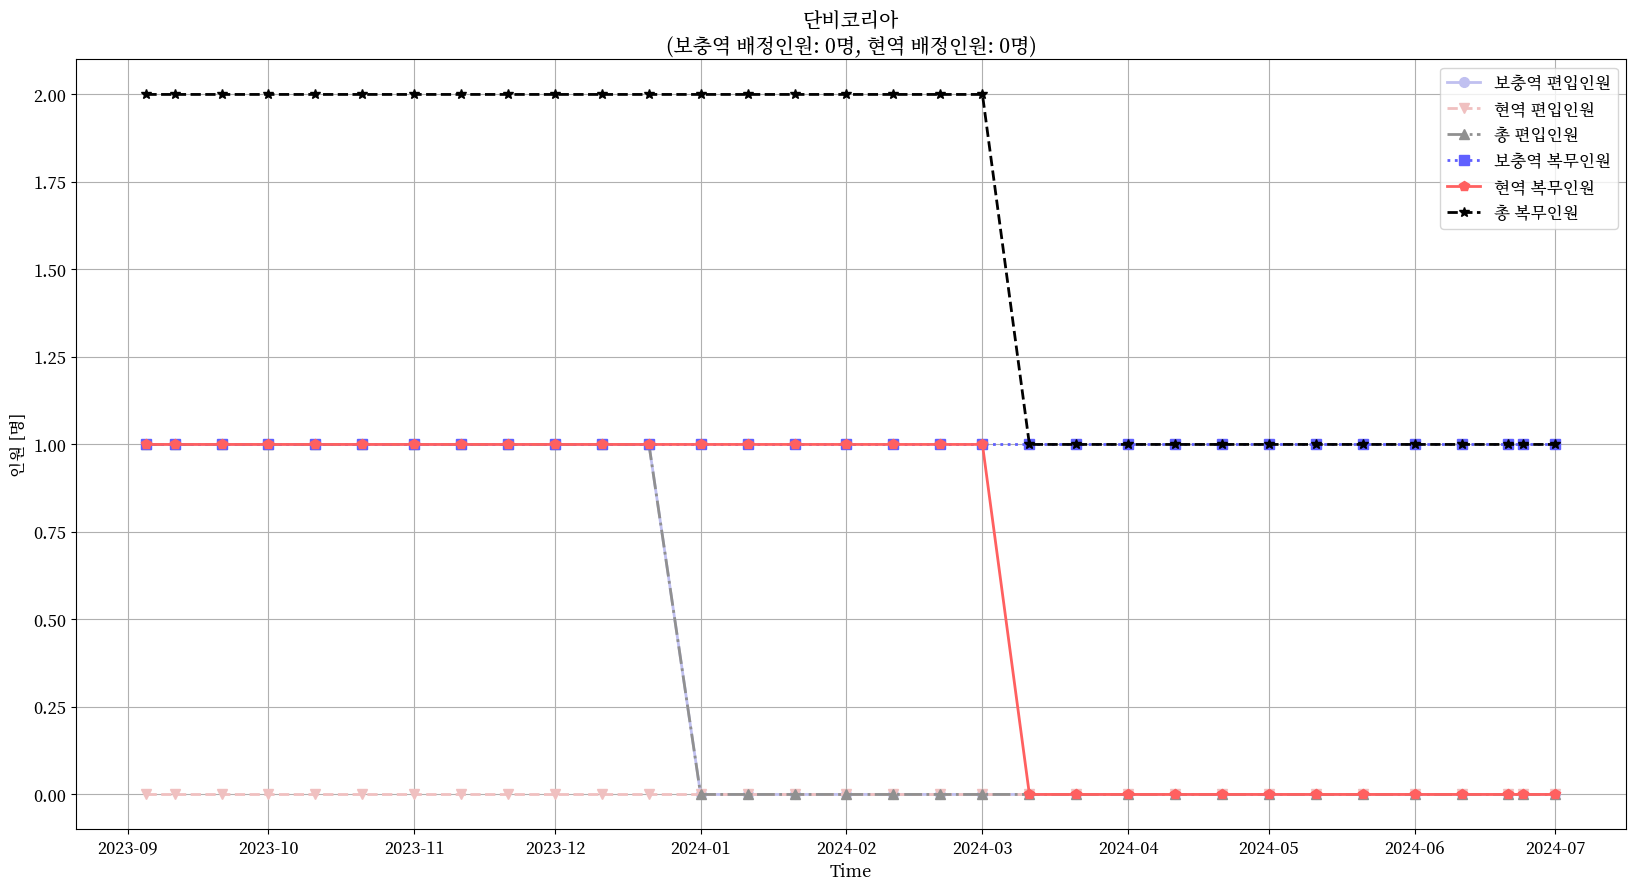 단비코리아
(보충역 배정인원: 0명, 현역 배정인원: 0명)
보충역 편입인원
현역 편입인원
총 편입인원
보충역 복무인원
현역 복무인원
총 복무인원
2.00
1.75
1.50
1.25
1.00
0.75
0.50
0.25
0.00
인원 [명]
2023-09 2023-10 2023-11 2023-12 2024-01 2024-02 2024-03 2024-04 2024-05 2024-06 2024-07
Time